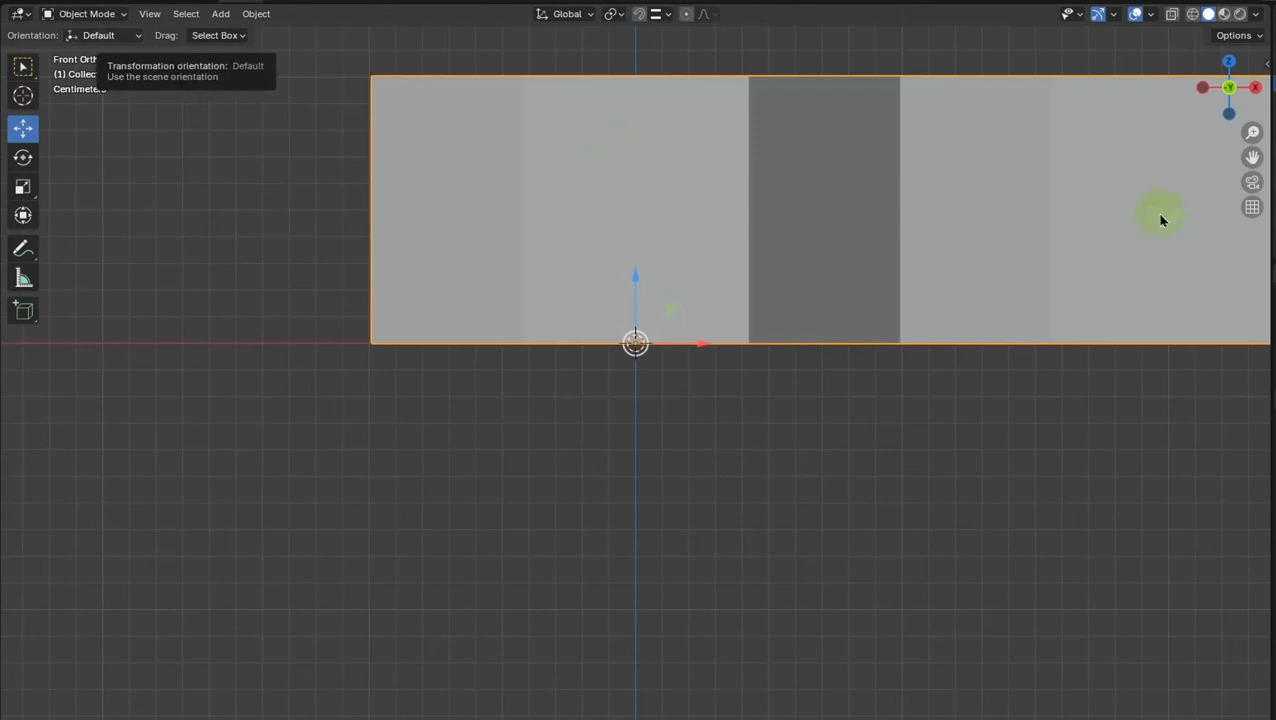 Object Mode View Select Add Object Global
Orientation: Default Drag: Select Box Options
Front Orth
(1) Collec
Centimeters
Transformation orientation: Default
Use the scene orientation
Z
Y
X